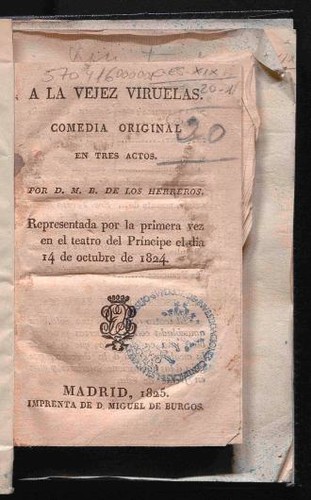 A LA VEJEZ VIRUELAS.
COMEDIA ORIGINAL
20
EN TRES ACTOS.
POR D. M. B. DE LOS HERREROS.
Representada por la primera vez
en el teatro del Príncipe el dia
14 de octubre de 1824.
MADRID, 1825.
IMPRENTA DE D. MIGUEL DE BURGOS.